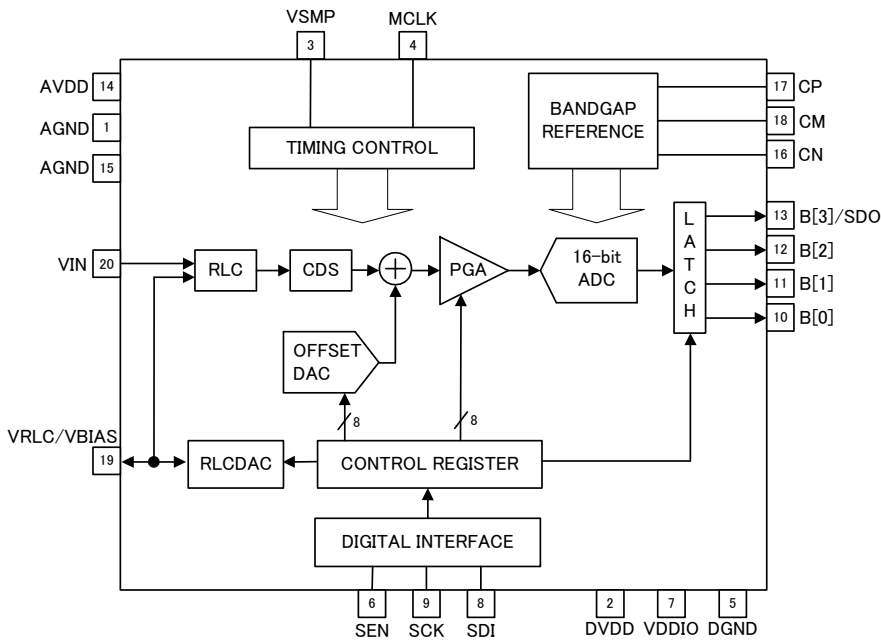 VSMP MCLK
3 4
AVDD 14
AGND 1
AGND 15
TIMING CONTROL
BANDGAP
REFERENCE
17 CP
18 CM
16 CN
VIN 20
RLC
CDS
+
PGA
16-bit
ADC
L
A
T
C
H
13 B[3]/SDO
12 B[2]
11 B[1]
10 B[0]
OFFSET
DAC
8
8
VRLC/VBIAS
19
RLCDAC
CONTROL REGISTER
DIGITAL INTERFACE
6 9 8 2 7 5
SEN SCK SDI DVDD VDDIO DGND